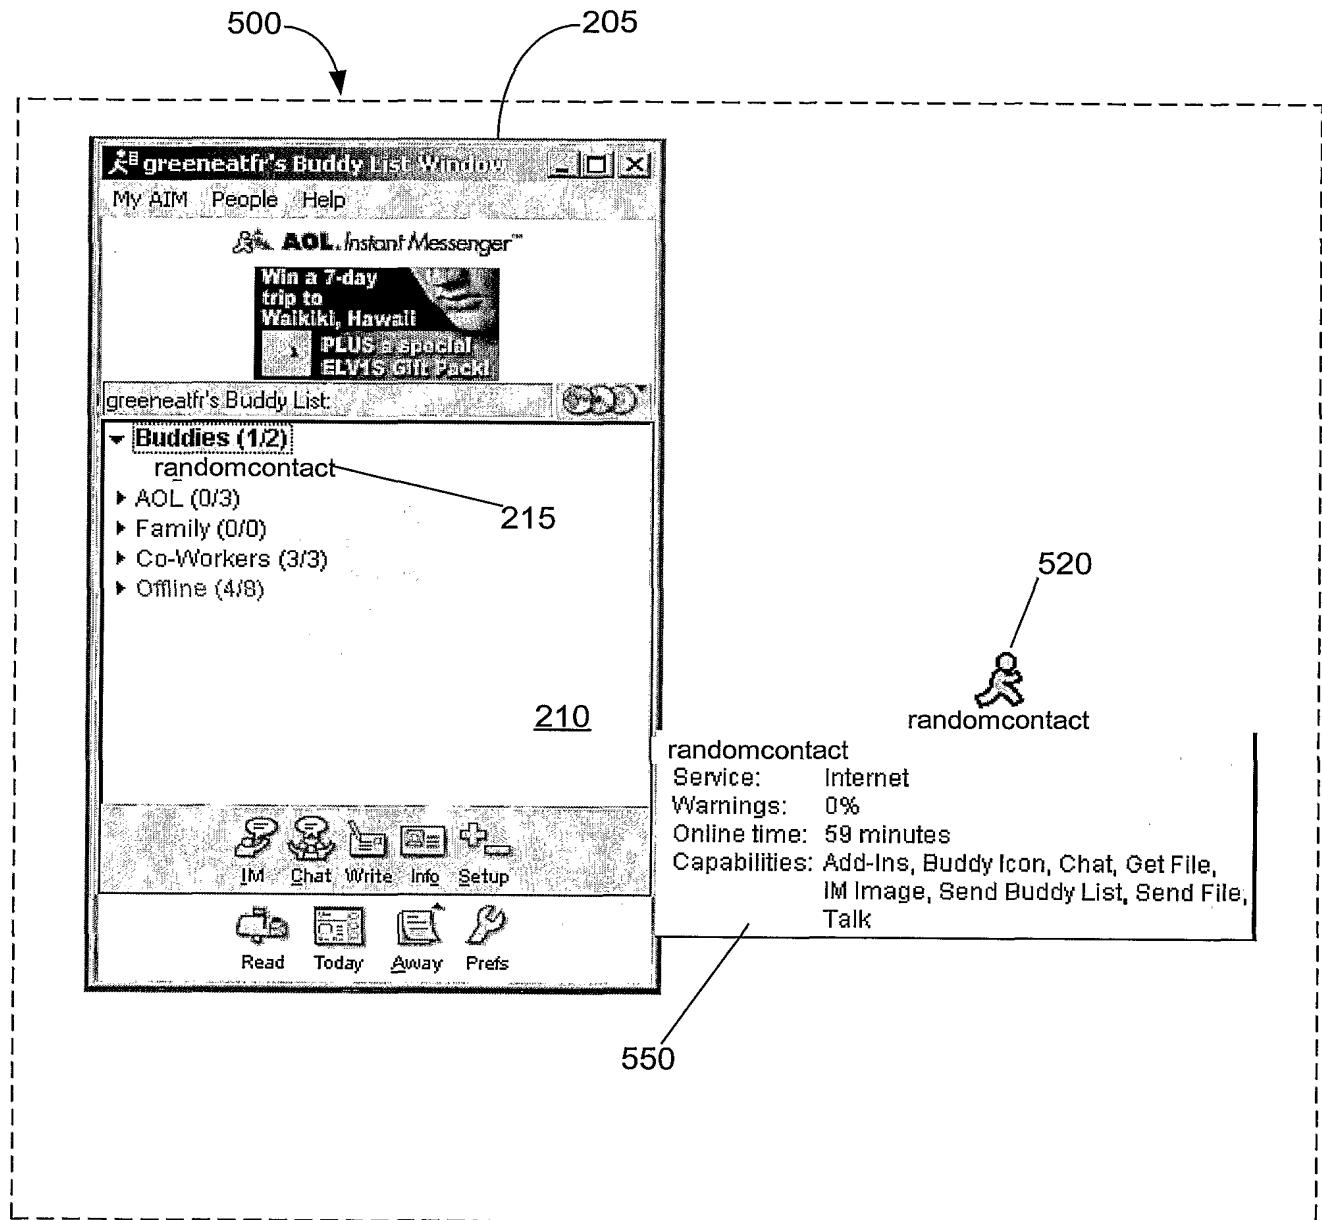 500
205
greeneatfr's Buddy List Window
My AIM People Help
AOL Instant Messenger™
Win a 7-day
trip to
Waikiki, Hawaii
PLUS a special
ELVIS Gift Pack!
greeneatfr's Buddy List:
Buddies (1/2)
randomcontact
AOL (0/3)
215
Family (0/0)
Co-Workers (3/3)
Offline (4/8)
520
randomcontact
210
randomcontact
Service: Internet
Warnings: 0%
Online time: 59 minutes
Capabilities: Add-Ins, Buddy Icon, Chat, Get File,
IM Image, Send Buddy List, Send File,
Talk
IM Chat Write Info Setup
Read Today Away Prefs
550